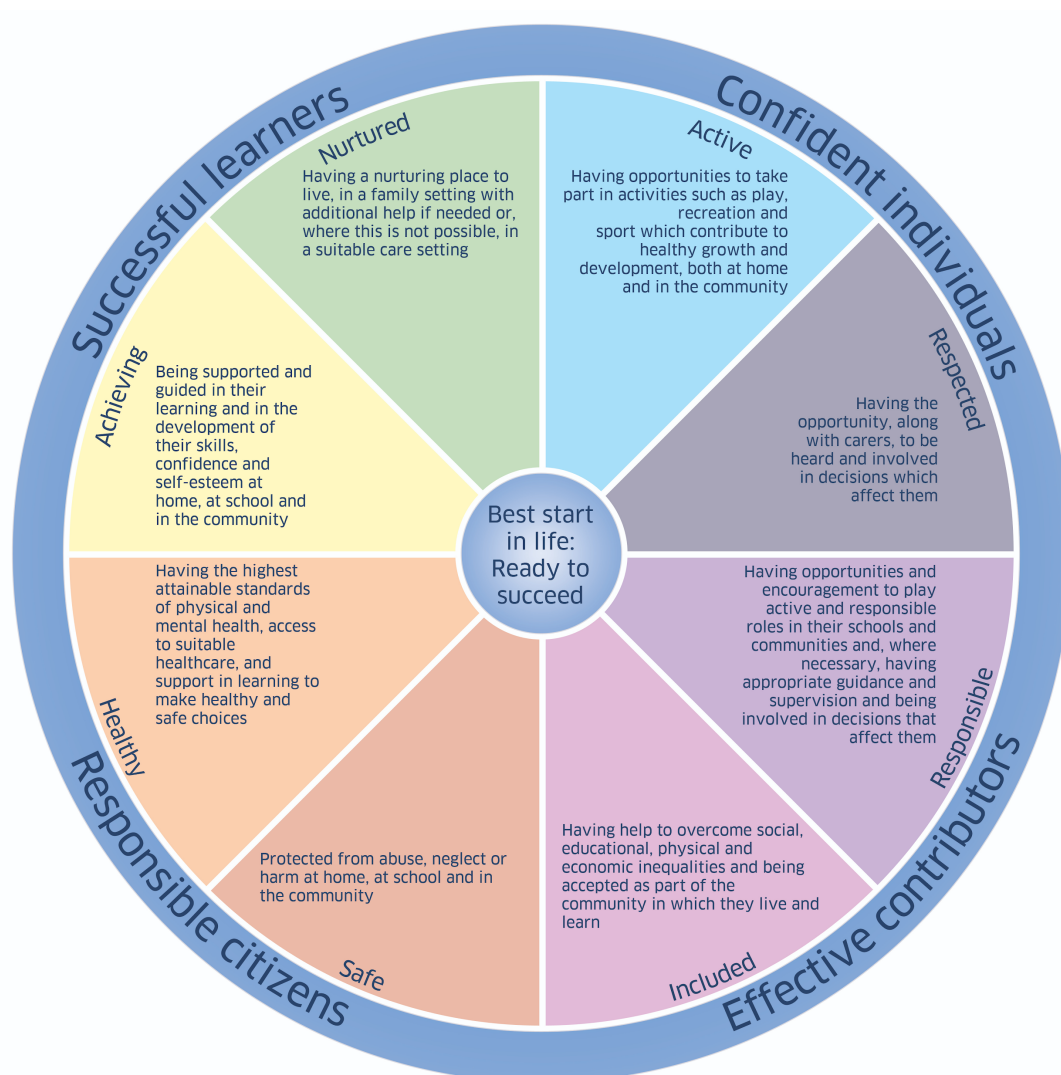 Successful learners
Confident individuals
Nurtured
Having a nurturing place to
live, in a family setting with
additional help if needed or,
where this is not possible, in
a suitable care setting
Active
Having opportunities to take
part in activities such as play,
recreation and
sport which contribute to
healthy growth and
development, both at home
and in the community
Achieving
Being supported and
guided in their
learning and in the
development of
their skills,
confidence and
self-esteem at
home, at school and
in the community
Respected
Having the
opportunity, along
with carers, to be
heard and involved
in decisions which
affect them
Best start
in life:
Ready to
succeed
Healthy
Having the highest
attainable standards
of physical and
mental health, access
to suitable
healthcare, and
support in learning to
make healthy and
safe choices
Responsible
Having opportunities and
encouragement to play
active and responsible
roles in their schools and
communities and, where
necessary, having
appropriate guidance and
supervision and being
involved in decisions that
affect them
Protected from abuse, neglect or
harm at home, at school and in
the community
Safe
Having help to overcome social,
educational, physical and
economic inequalities and being
accepted as part of the
community in which they live and
learn
Included
Responsible citizens
Effective contributors